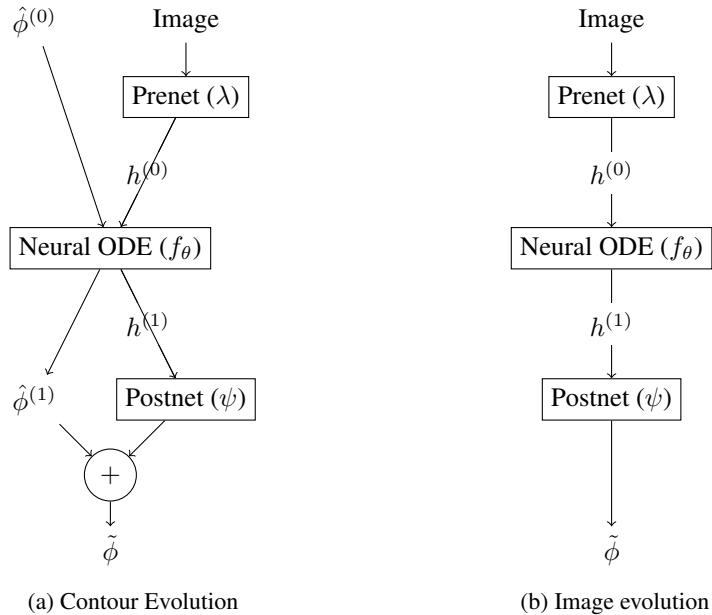 φ̂⁽⁰⁾ Image
Prenet (λ)
h⁽⁰⁾
Neural ODE (f_θ)
h⁽¹⁾
φ̂⁽¹⁾ Postnet (ψ)
+
φ̃
(a) Contour Evolution
Image
Prenet (λ)
h⁽⁰⁾
Neural ODE (f_θ)
h⁽¹⁾
Postnet (ψ)
φ̃
(b) Image evolution